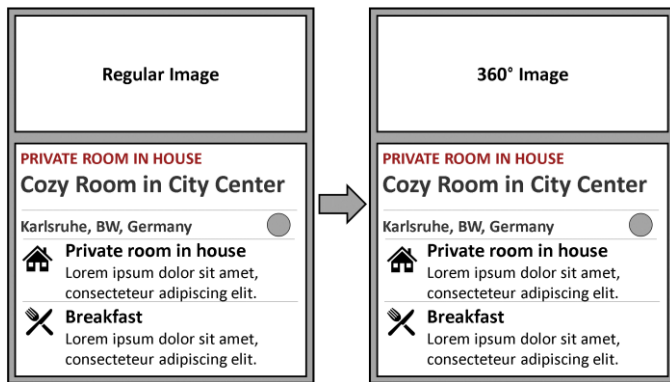 Regular Image
PRIVATE ROOM IN HOUSE
Cozy Room in City Center
Karlsruhe, BW, Germany
Private room in house
Lorem ipsum dolor sit amet,
consecteteur adipiscing elit.
Breakfast
Lorem ipsum dolor sit amet,
consecteteur adipiscing elit.
360° Image
PRIVATE ROOM IN HOUSE
Cozy Room in City Center
Karlsruhe, BW, Germany
Private room in house
Lorem ipsum dolor sit amet,
consecteteur adipiscing elit.
Breakfast
Lorem ipsum dolor sit amet,
consecteteur adipiscing elit.